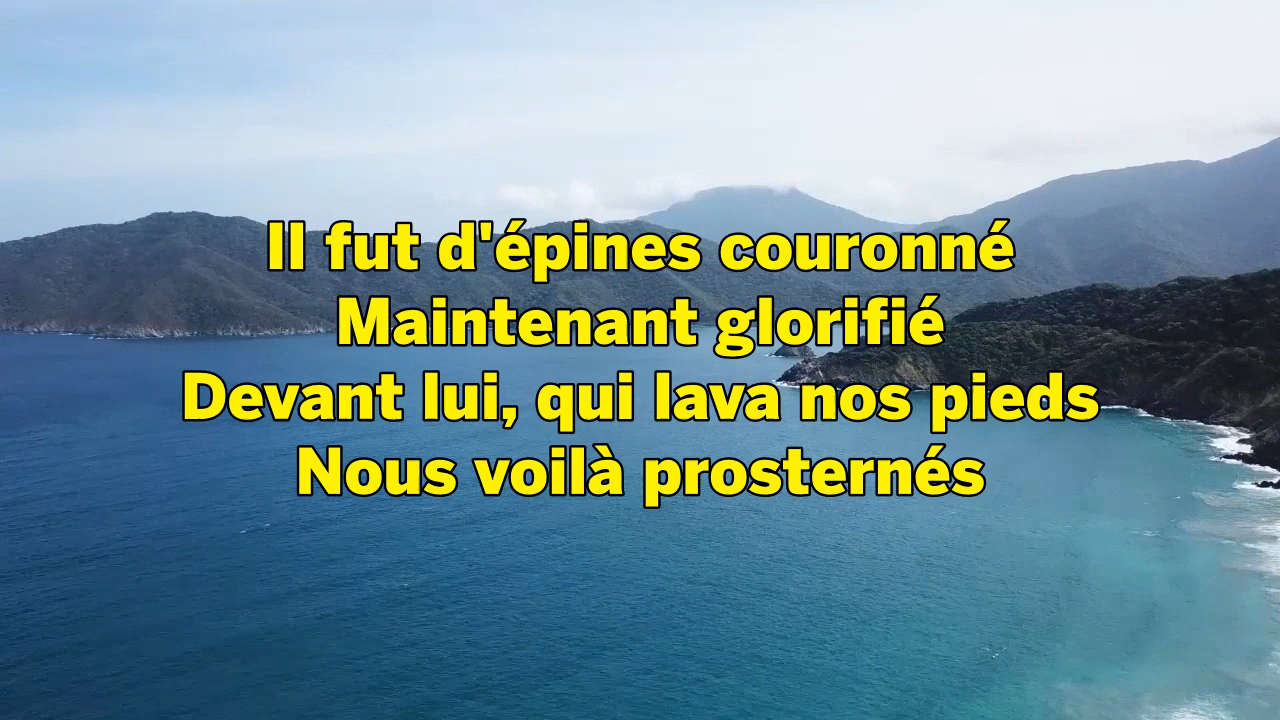 Il fut d'épines couronné
Maintenant glorifié
Devant lui, qui lava nos pieds
Nous voilà prosternés